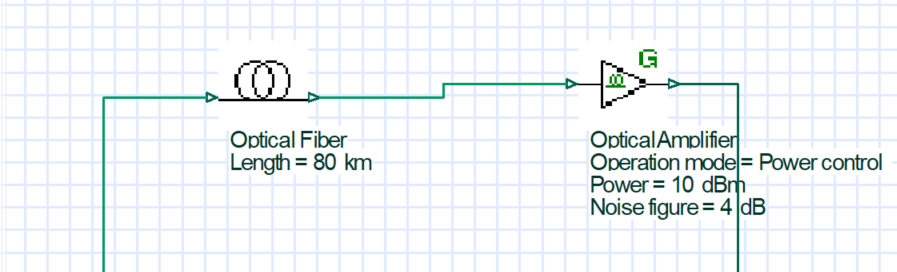 G
Optical Fiber
Length = 80 km
Optical Amplifier
Operation mode = Power control
Power = 10 dBm
Noise figure = 4 dB